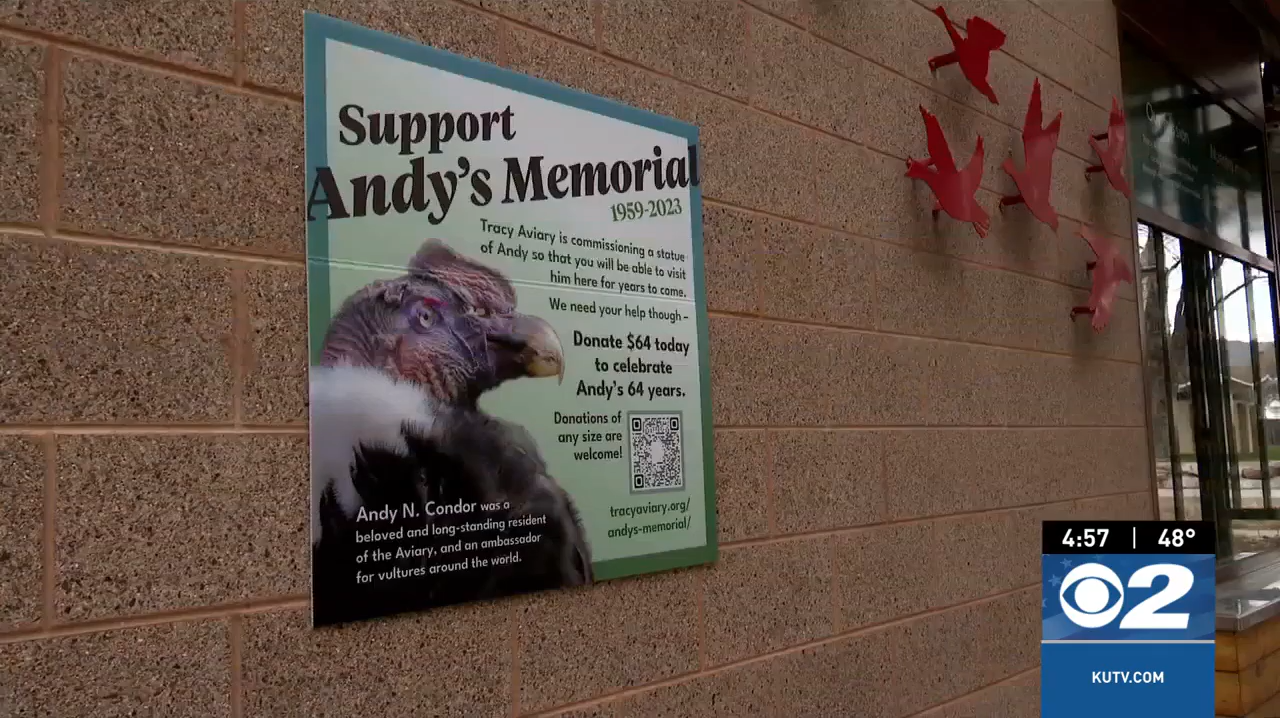 Support
Andy's Memorial
1959-2023
Tracy Aviary is commissioning a statue
of Andy so that you will be able to visit
him here for years to come.
We need your help though –
Donate $64 today
to celebrate
Andy's 64 years.
Donations of
any size are
welcome!
tracyaviary.org/
andys-memorial/
Andy N. Condor was a
beloved and long-standing resident
of the Aviary, and an ambassador
for vultures around the world.
4:57 | 48°
2
KUTV.COM